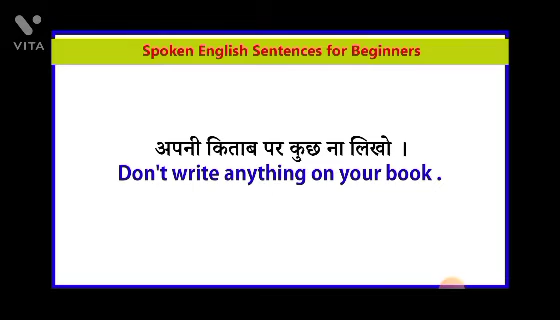 VITA
Spoken English Sentences for Beginners
अपनी किताब पर कुछ ना लिखो ।
Don't write anything on your book .